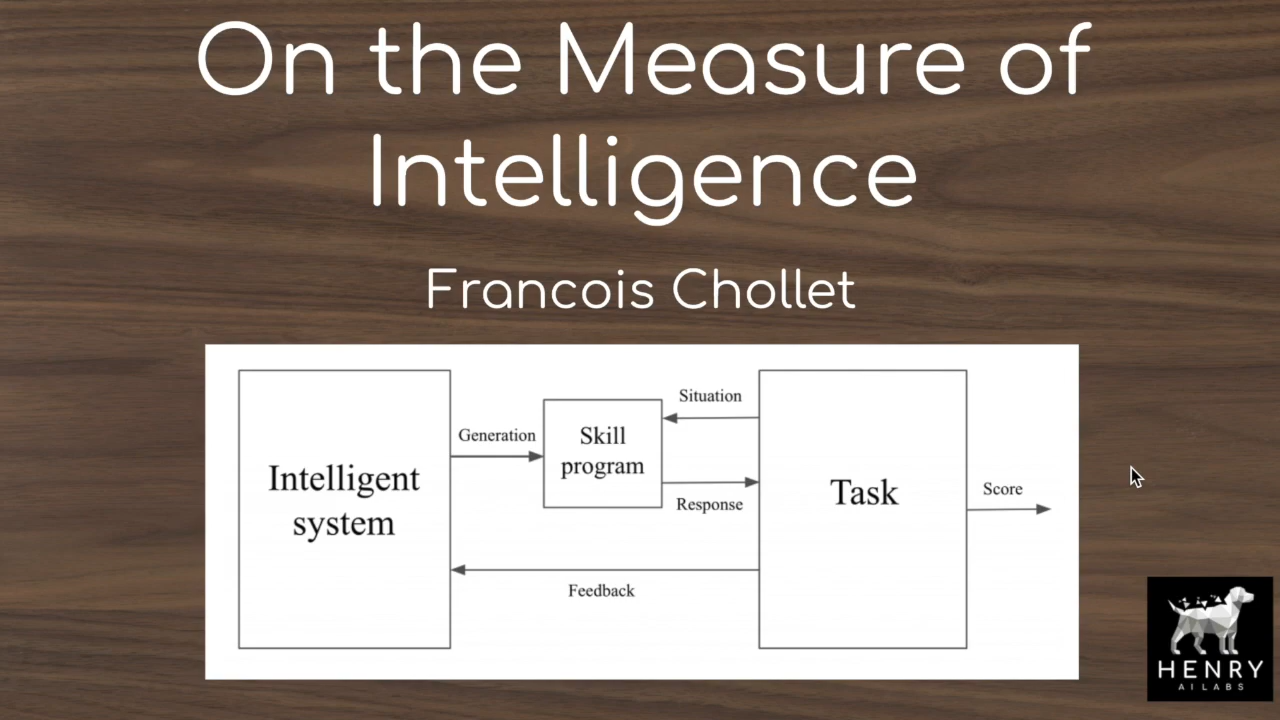 On the Measure of
Intelligence
Francois Chollet
Intelligent
system
Generation
Skill
program
Situation
Response
Task
Score
Feedback
HENRY
AI LABS